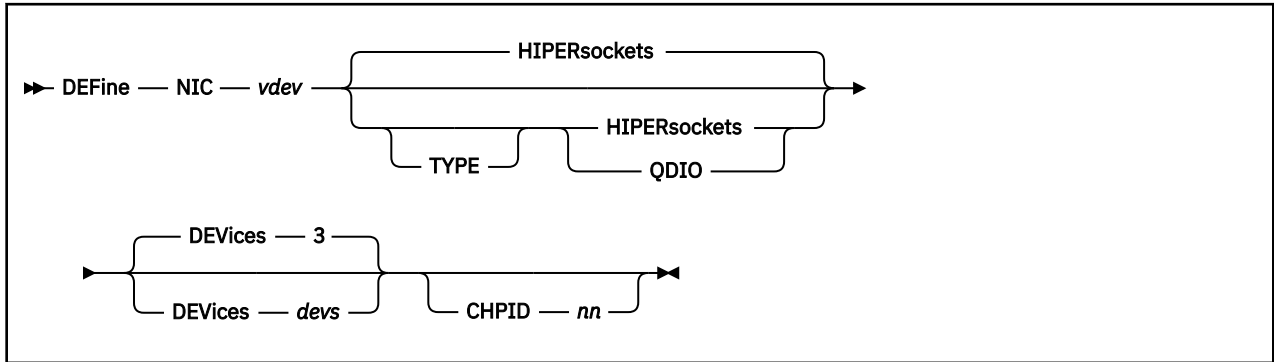 HIPERsockets
DEFine NIC vdev
HIPERsockets
TYPE
QDIO
DEVices 3
DEVices devs
CHPID nn